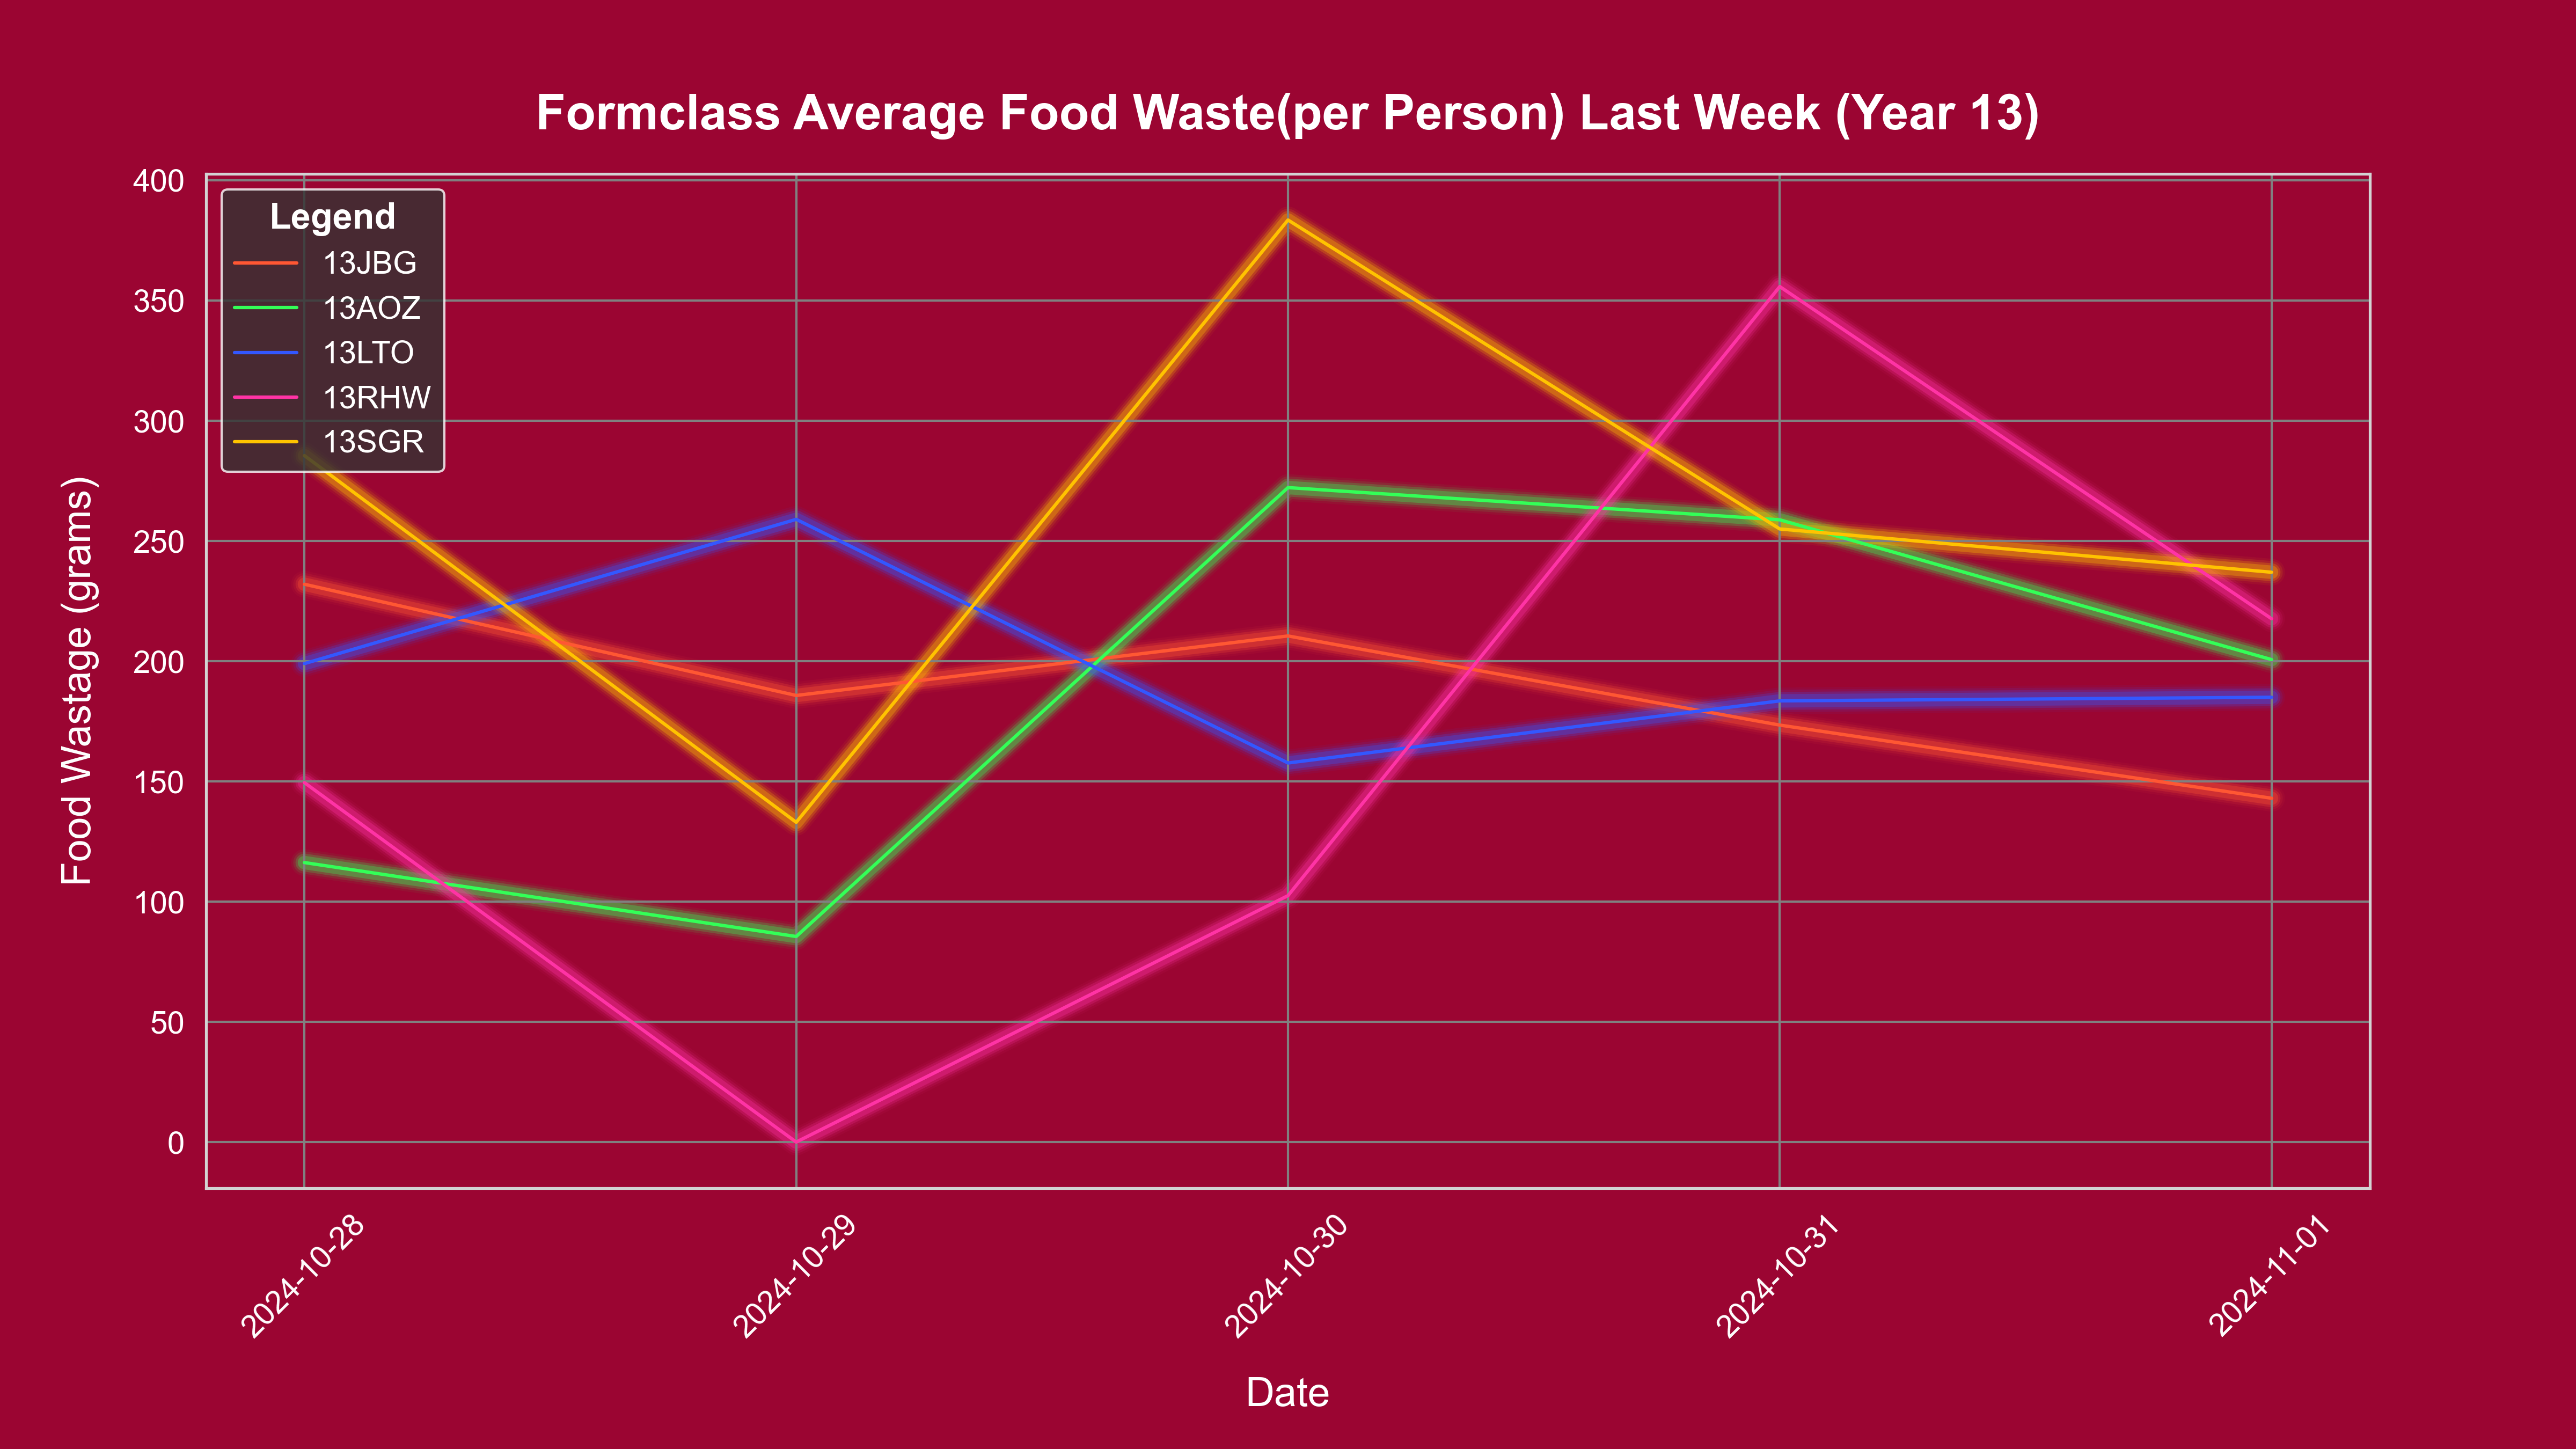 Formclass Average Food Waste(per Person) Last Week (Year 13)
Legend
13JBG
13AOZ
13LTO
13RHW
13SGR
Food Wastage (grams)
400
350
300
250
200
150
100
50
0
2024-10-28
2024-10-29
2024-10-30
2024-10-31
2024-11-01
Date